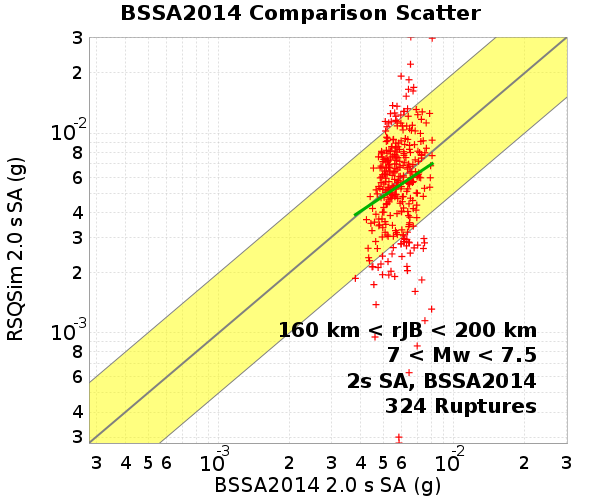 BSSA2014 Comparison Scatter
RSQSim 2.0 s SA (g)
3
2
10-2
8
6
4
3
2
10-3
8
6
4
3
160 km < rJB < 200 km
7 < Mw < 7.5
2s SA, BSSA2014
324 Ruptures
3 4 5 6 10-3 2 3 4 5 6 10-2 2 3
BSSA2014 2.0 s SA (g)